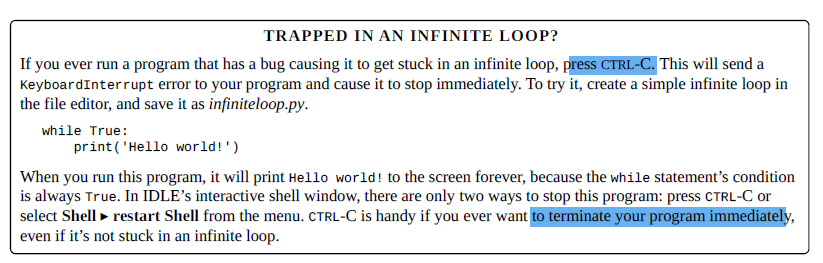 TRAPPED IN AN INFINITE LOOP?
If you ever run a program that has a bug causing it to get stuck in an infinite loop, press CTRL-C. This will send a
KeyboardInterrupt error to your program and cause it to stop immediately. To try it, create a simple infinite loop in
the file editor, and save it as infiniteloop.py.
while True:
    print('Hello world!')
When you run this program, it will print Hello world! to the screen forever, because the while statement’s condition
is always True. In IDLE’s interactive shell window, there are only two ways to stop this program: press CTRL-C or
select Shell ▸ restart Shell from the menu. CTRL-C is handy if you ever want to terminate your program immediately,
even if it’s not stuck in an infinite loop.